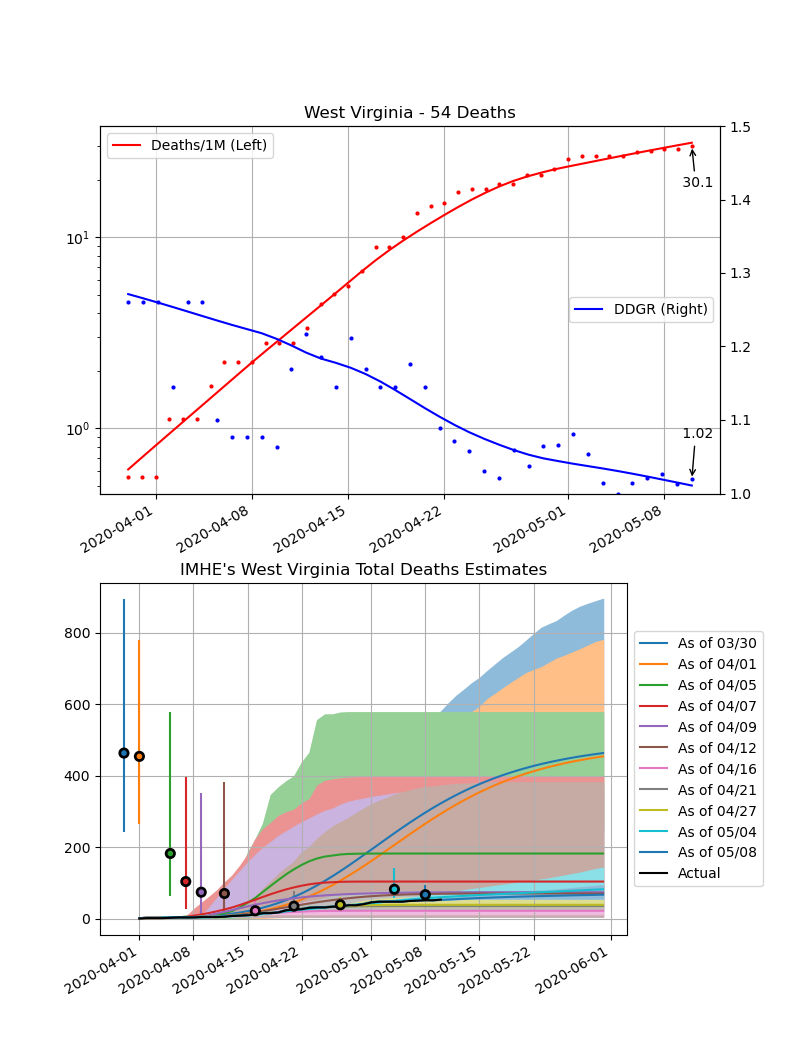 West Virginia - 54 Deaths
Deaths/1M (Left)
DDGR (Right)
30.1
1.02
10¹
10⁰
1.5
1.4
1.3
1.2
1.1
1.0
2020-04-01
2020-04-08
2020-04-15
2020-04-22
2020-05-01
2020-05-08
IMHE's West Virginia Total Deaths Estimates
800
600
400
200
0
2020-04-01
2020-04-08
2020-04-15
2020-04-22
2020-05-01
2020-05-08
2020-05-15
2020-05-22
2020-06-01
As of 03/30
As of 04/01
As of 04/05
As of 04/07
As of 04/09
As of 04/12
As of 04/16
As of 04/21
As of 04/27
As of 05/04
As of 05/08
Actual